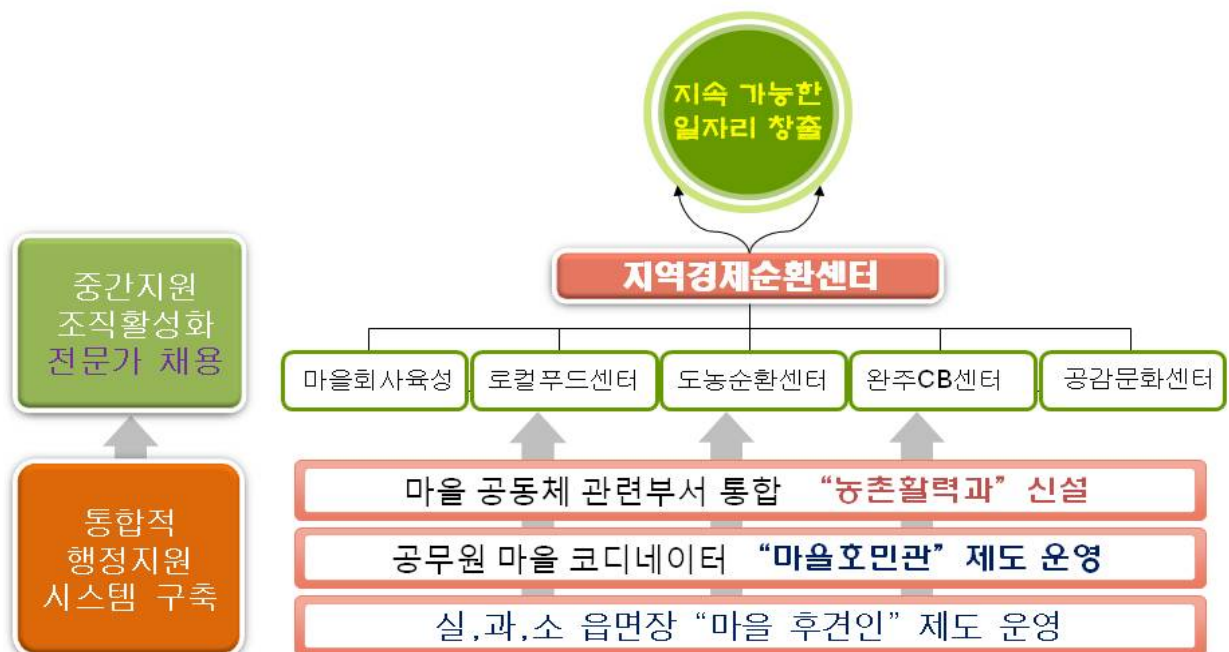 지속 가능한
일자리 창출
지역경제순환센터
중간지원
조직활성화
전문가 채용
마을회사육성
로컬푸드센터
도농순환센터
완주CB센터
공감문화센터
통합적
행정지원
시스템 구축
마을 공동체 관련부서 통합 “농촌활력과” 신설
공무원 마을 코디네이터 “마을호민관” 제도 운영
실,과,소 읍면장 “마을 후견인” 제도 운영